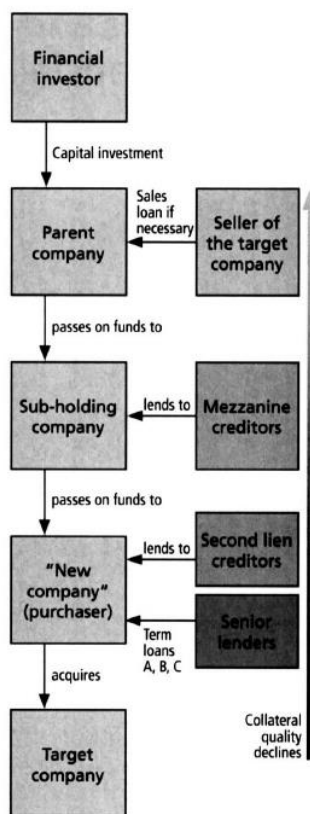 Financial
investor
Capital investment
Sales
loan if
necessary
Parent
company
Seller of
the target
company
passes on funds to
Sub-holding
company
lends to
Mezzanine
creditors
passes on funds to
"New
company"
(purchaser)
lends to
Second lien
creditors
Term
loans
A, B, C
Senior
lenders
acquires
Target
company
Collateral
quality
declines